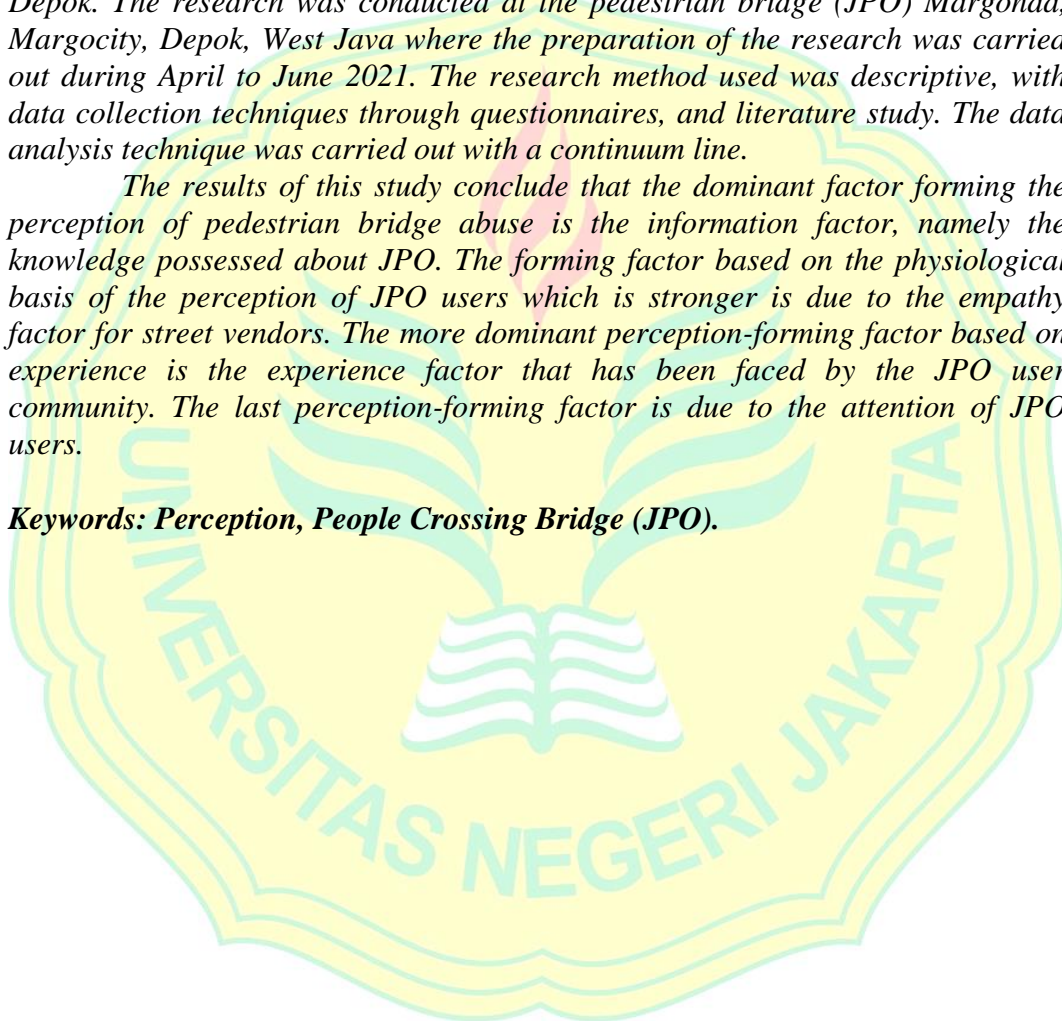 Depok. The research was conducted at the pedestrian bridge (JPO) Margonda,
Margocity, Depok, West Java where the preparation of the research was carried
out during April to June 2021. The research method used was descriptive, with
data collection techniques through questionnaires, and literature study. The data
analysis technique was carried out with a continuum line.
The results of this study conclude that the dominant factor forming the
perception of pedestrian bridge abuse is the information factor, namely the
knowledge possessed about JPO. The forming factor based on the physiological
basis of the perception of JPO users which is stronger is due to the empathy
factor for street vendors. The more dominant perception-forming factor based on
experience is the experience factor that has been faced by the JPO user
community. The last perception-forming factor is due to the attention of JPO
users.
Keywords: Perception, People Crossing Bridge (JPO).
UNIVERSITAS NEGERI JAKARTA